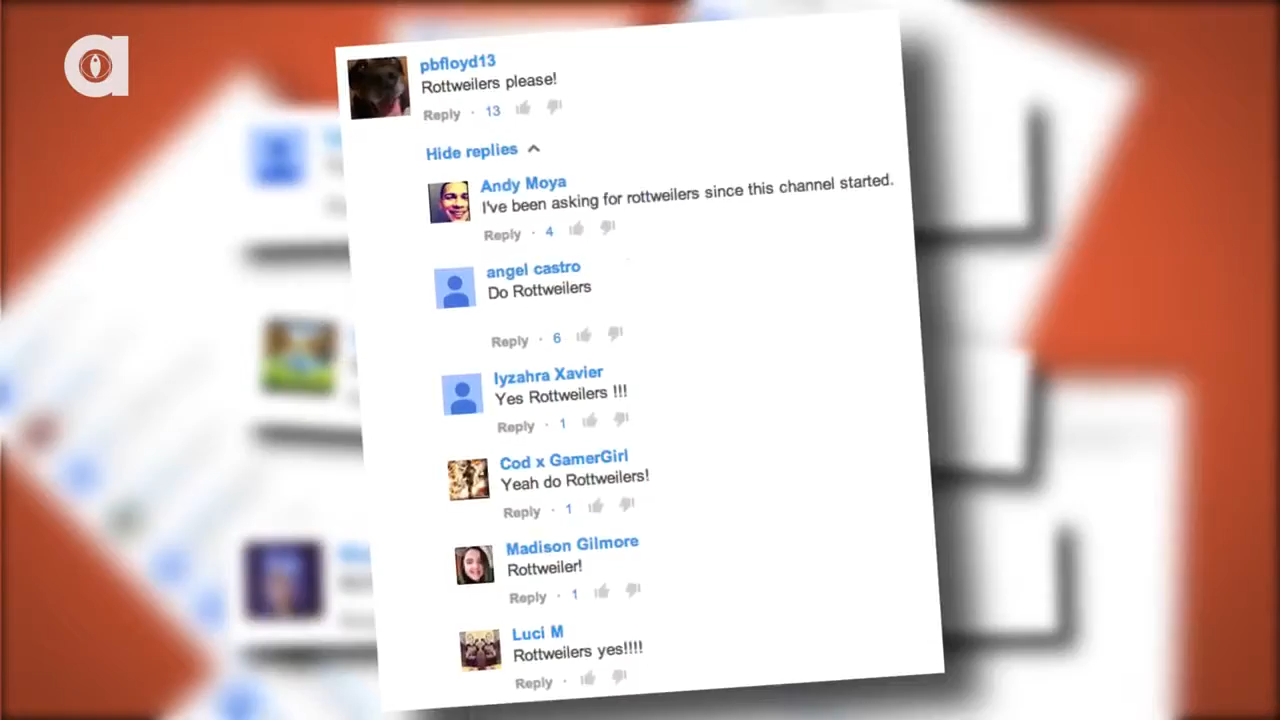 a
pbfloyd13
Rottweilers please!
Reply · 13
Hide replies
Andy Moya
I've been asking for rottweilers since this channel started.
Reply · 4
angel castro
Do Rottweilers
Reply · 6
Iyzahra Xavier
Yes Rottweilers !!!
Reply · 1
Cod x GamerGirl
Yeah do Rottweilers!
Reply · 1
Madison Gilmore
Rottweiler!
Reply · 1
Luci M
Rottweilers yes!!!!
Reply ·